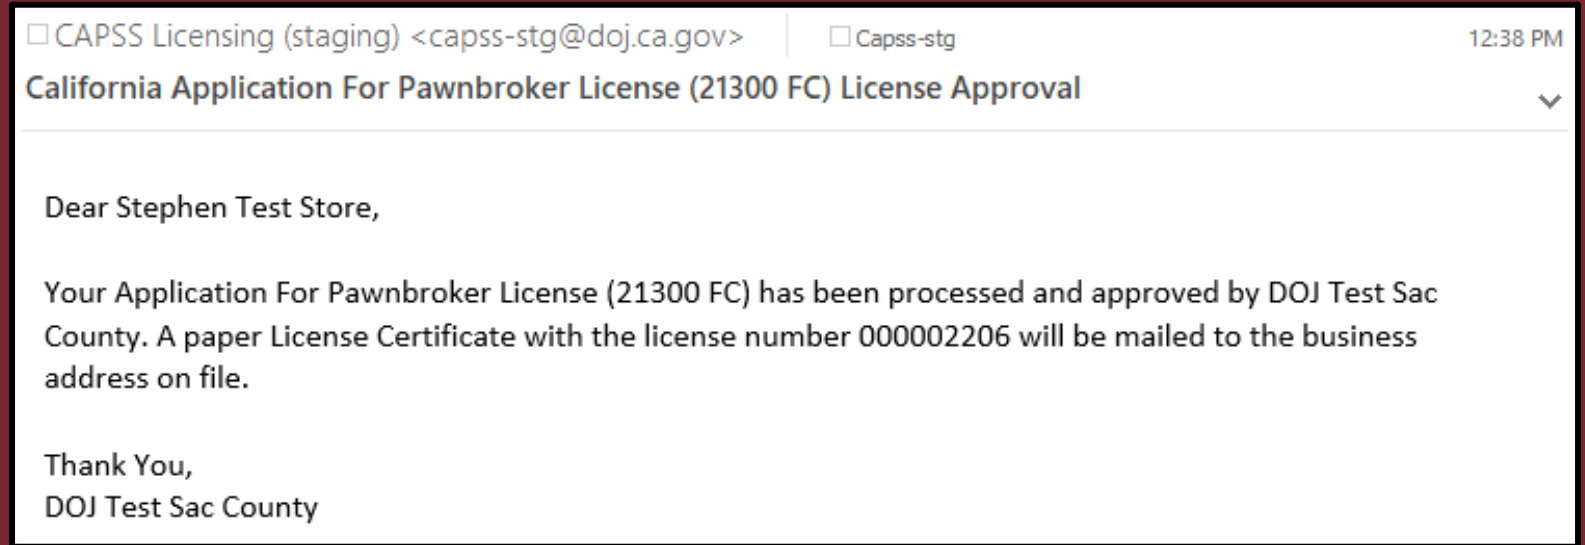 CAPSS Licensing (staging) <capss-stg@doj.ca.gov> Capss-stg 12:38 PM
California Application For Pawnbroker License (21300 FC) License Approval
Dear Stephen Test Store,
Your Application For Pawnbroker License (21300 FC) has been processed and approved by DOJ Test Sac
County. A paper License Certificate with the license number 000002206 will be mailed to the business
address on file.
Thank You,
DOJ Test Sac County